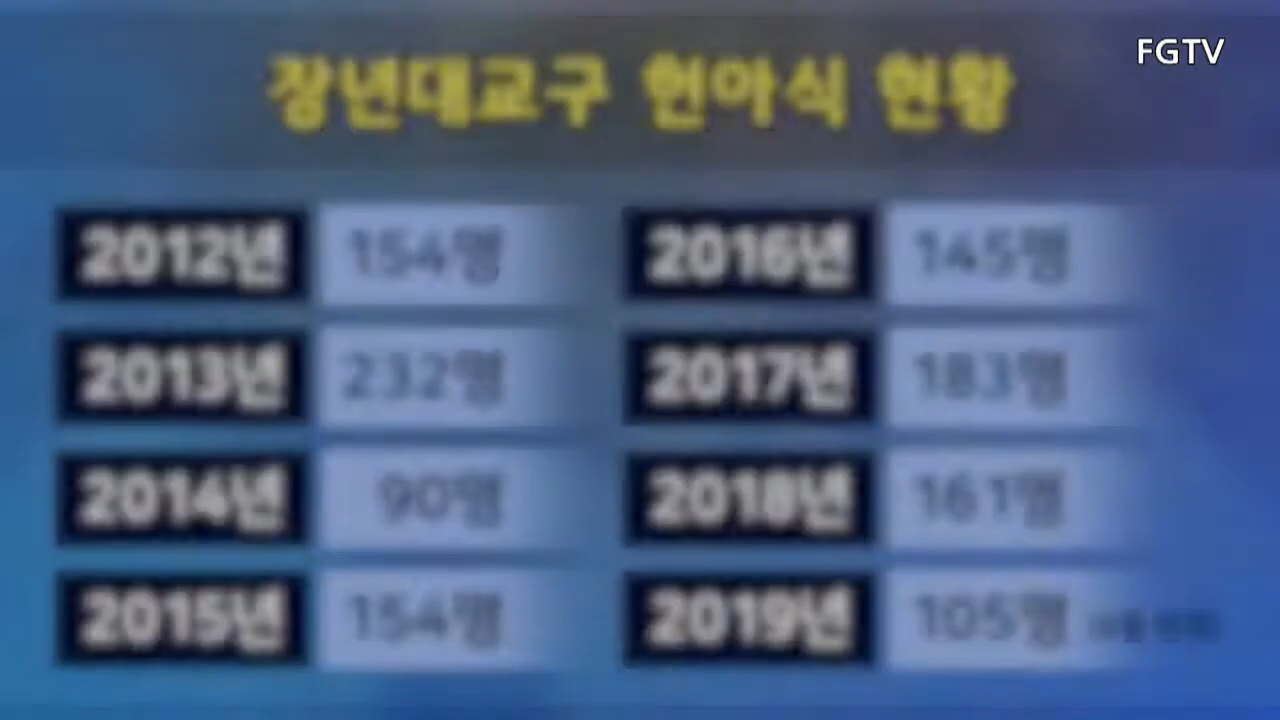 FGTV
장년대교구 헌아식 현황
2012년 154명
2016년 145명
2013년 232명
2017년 183명
2014년 90명
2018년 161명
2015년 154명
2019년 105명